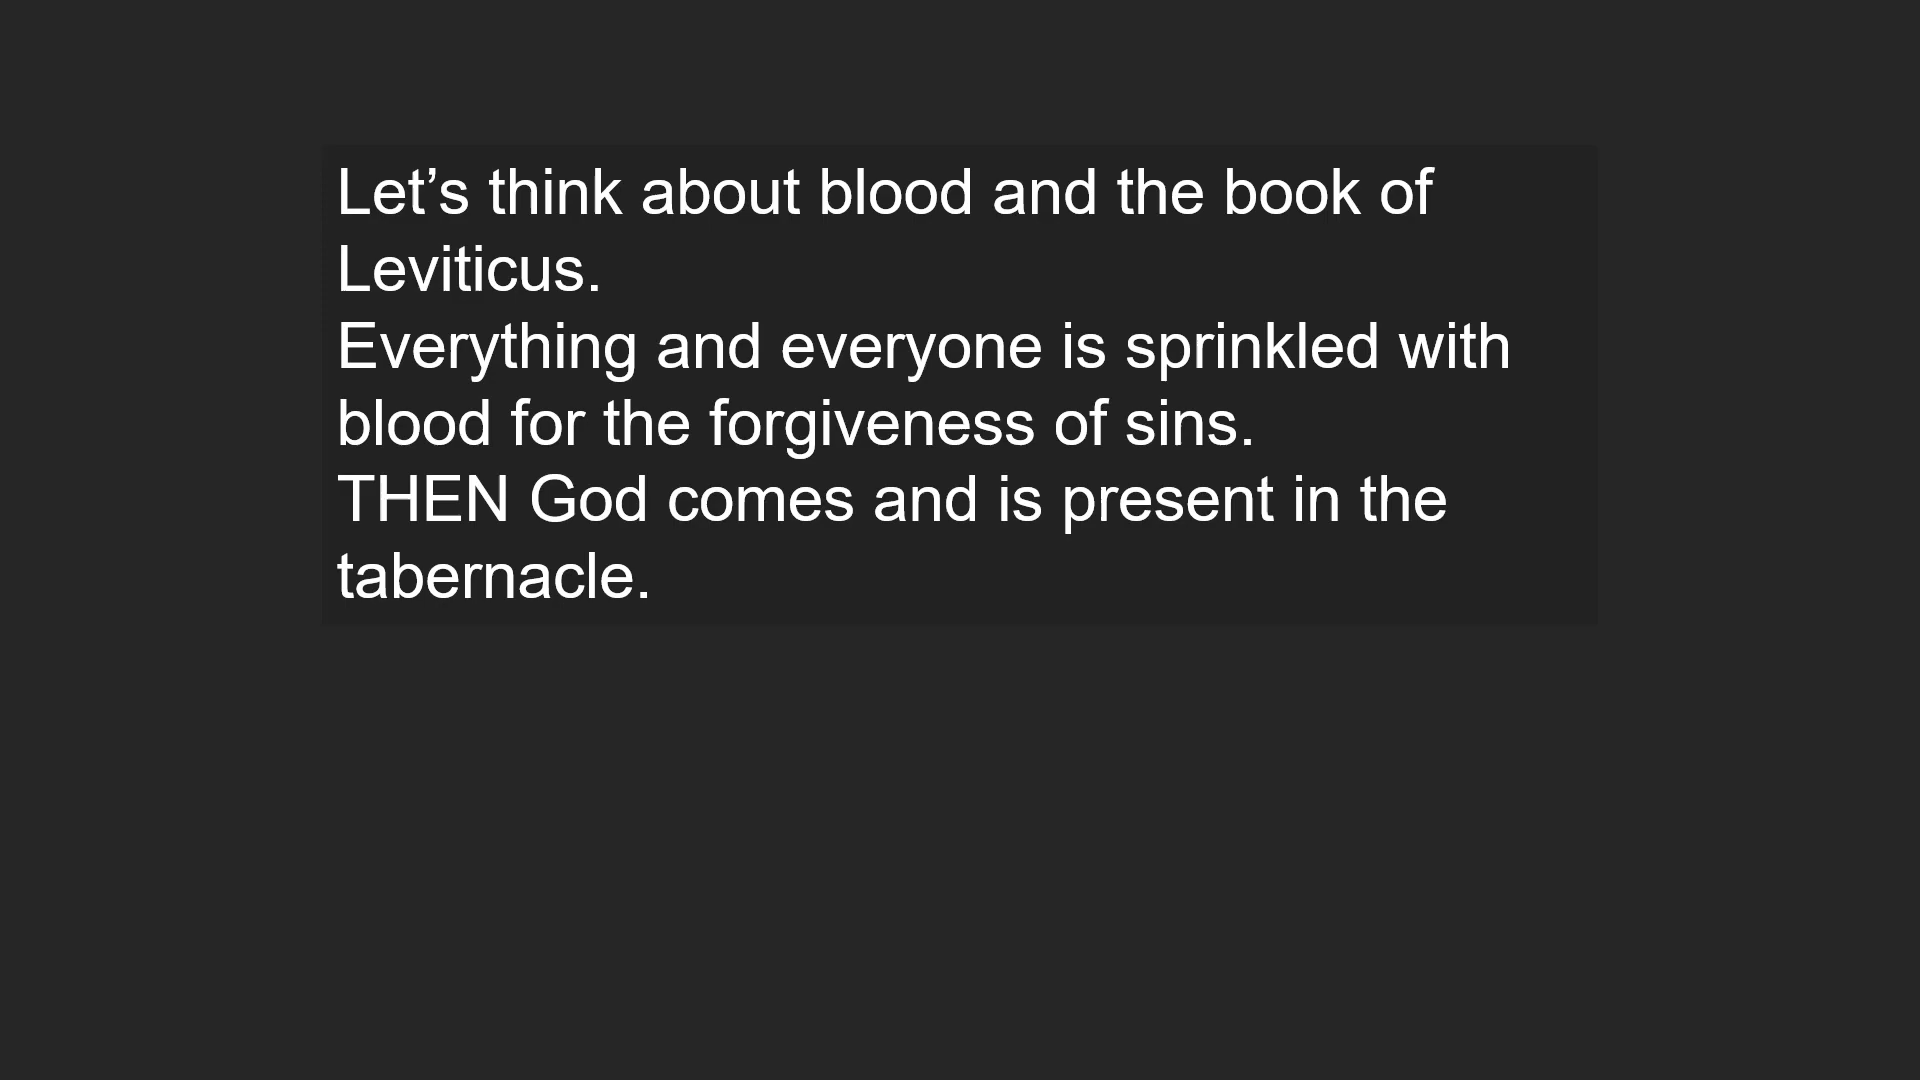 Let’s think about blood and the book of
Leviticus.
Everything and everyone is sprinkled with
blood for the forgiveness of sins.
THEN God comes and is present in the
tabernacle.